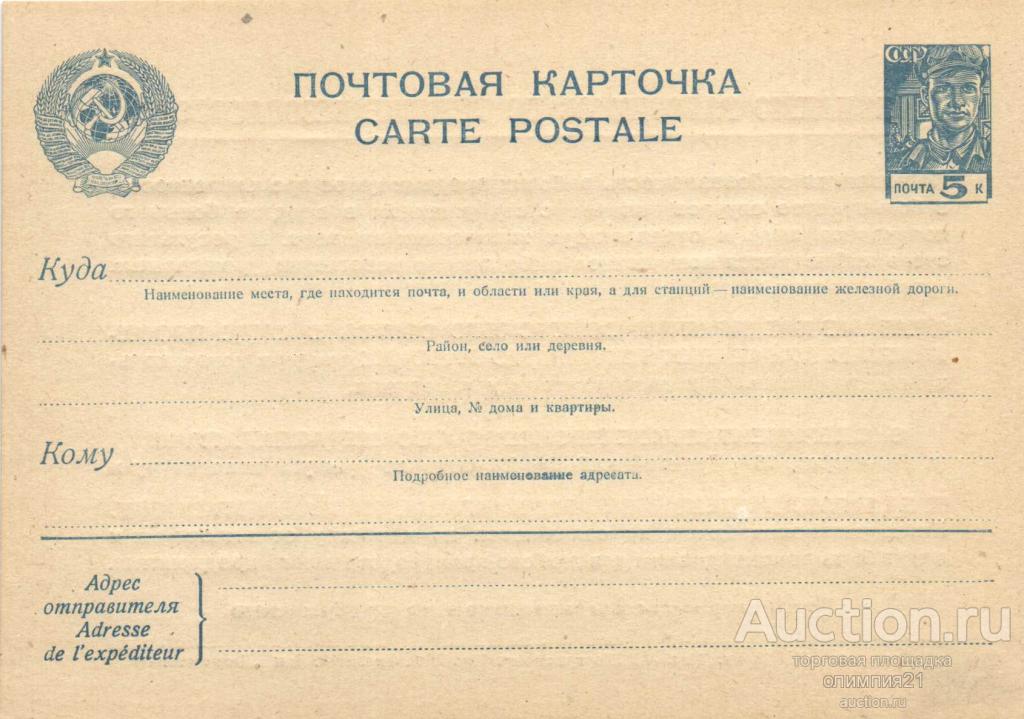 ПОЧТОВАЯ КАРТОЧКА
CARTE POSTALE
СССР
ПОЧТА 5 К
Куда
Наименование места, где находится почта, и области или края, а для станций — наименование железной дороги.
Район, село или деревня.
Улица, № дома и квартиры.
Кому
Подробное наименование адресата.
Адрес
отправителя
Adresse
de l'expéditeur
Auction.ru
торговая площадка
олимпия21
auction.ru